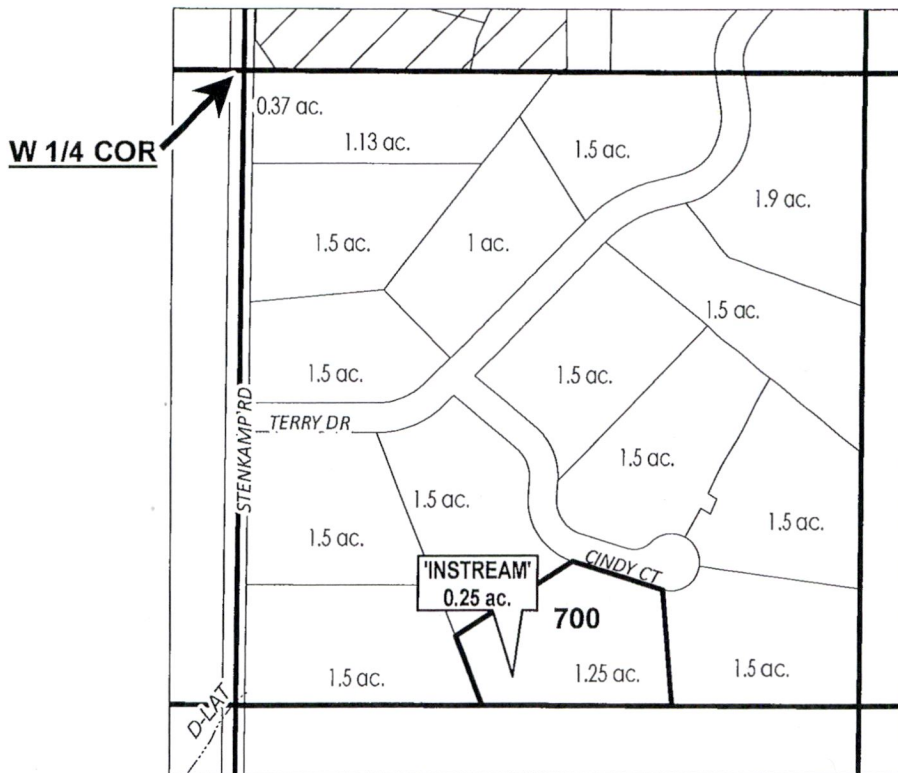 0.37 ac.
1.13 ac.
1.5 ac.
W 1/4 COR
1.9 ac.
1.5 ac.
1 ac.
1.5 ac.
1.5 ac.
1.5 ac.
STENKAMP RD
TERRY DR
1.5 ac.
1.5 ac.
1.5 ac.
1.5 ac.
CINDY CT
'INSTREAM'
0.25 ac.
700
1.5 ac.
1.25 ac.
1.5 ac.
D-LAT